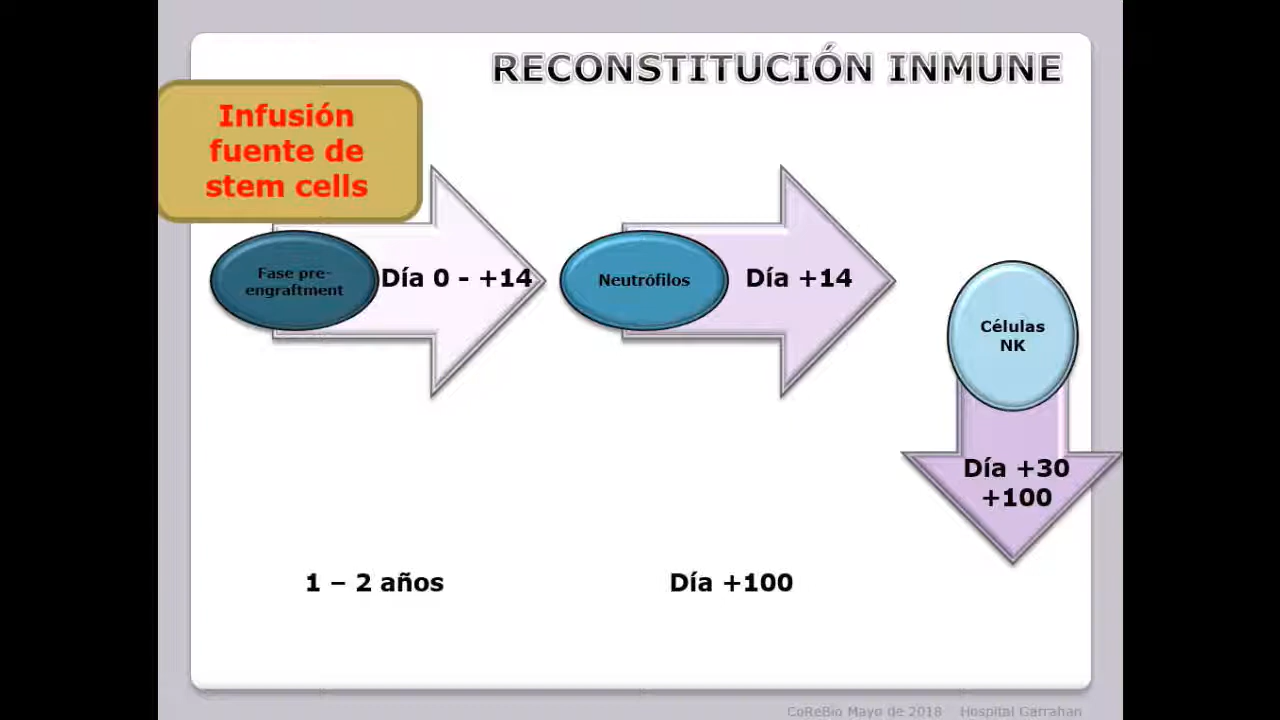 RECONSTITUCIÓN INMUNE
Infusión
fuente de
stem cells
Fase pre-
engraftment
Día 0 - +14
Neutrófilos
Día +14
Células
NK
Día +30
+100
1 – 2 años
Día +100
CoReBio Mayo de 2018 Hospital Garrahan